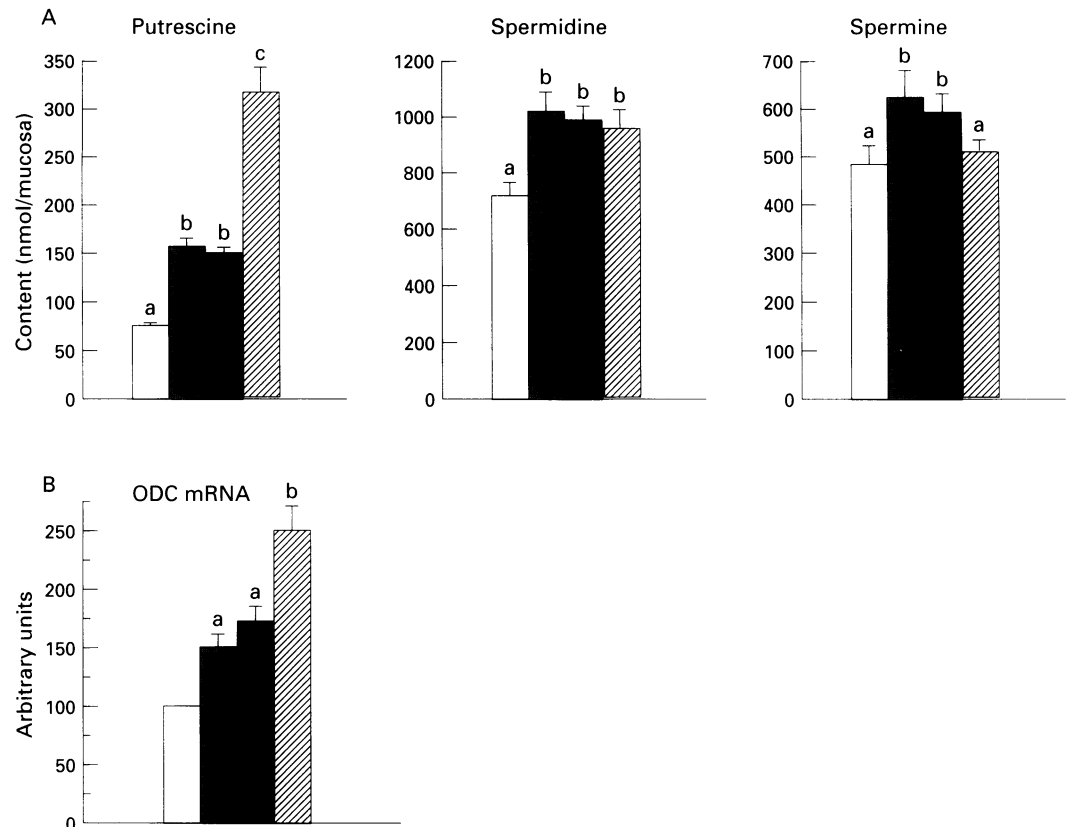 A
Putrescine
Spermidine
Spermine
Content (nmol/mucosa)
350
300
350
200
150
100
50
0
a
b
b
c
1200
1000
800
600
400
200
0
a
b
b
b
700
600
500
400
300
200
100
0
a
b
b
a
B
ODC mRNA
Arbitrary units
250
200
150
100
50
0
a
a
b